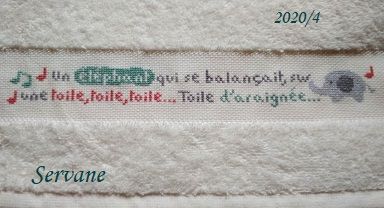 2020/4
un éléphant qui se balançait, sur
une toile, toile, toile... Toile d'araignée...
Servane